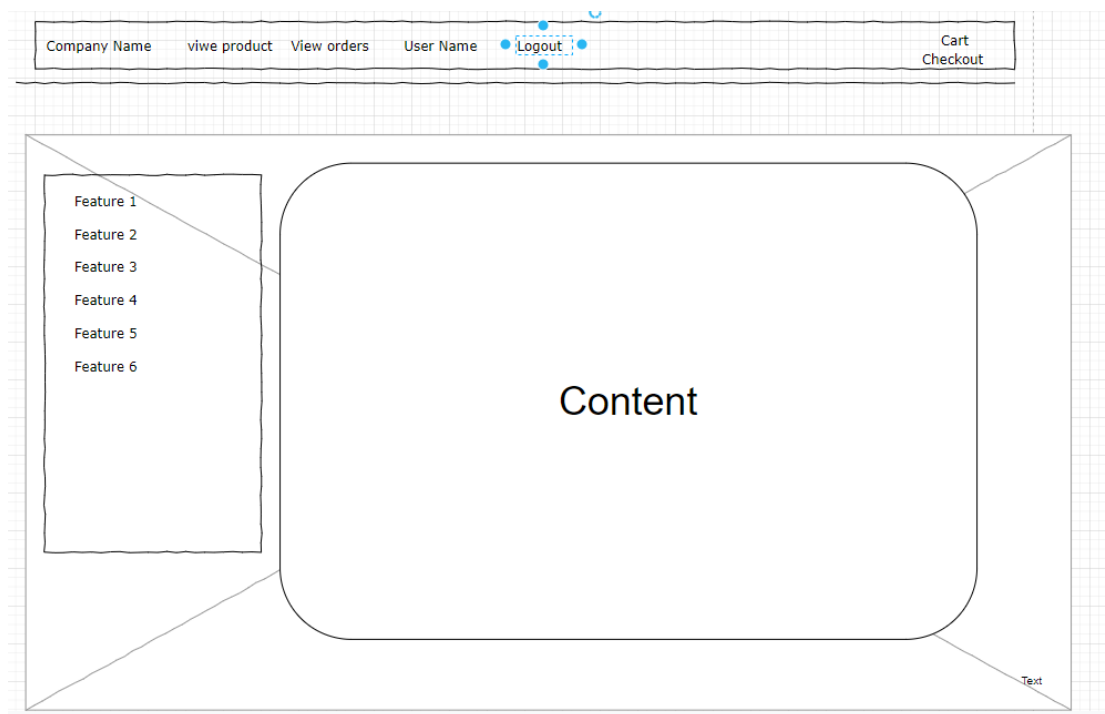 Company Name viwe product View orders User Name Logout Cart
Checkout
Feature 1
Feature 2
Feature 3
Feature 4
Feature 5
Feature 6
Content
Text